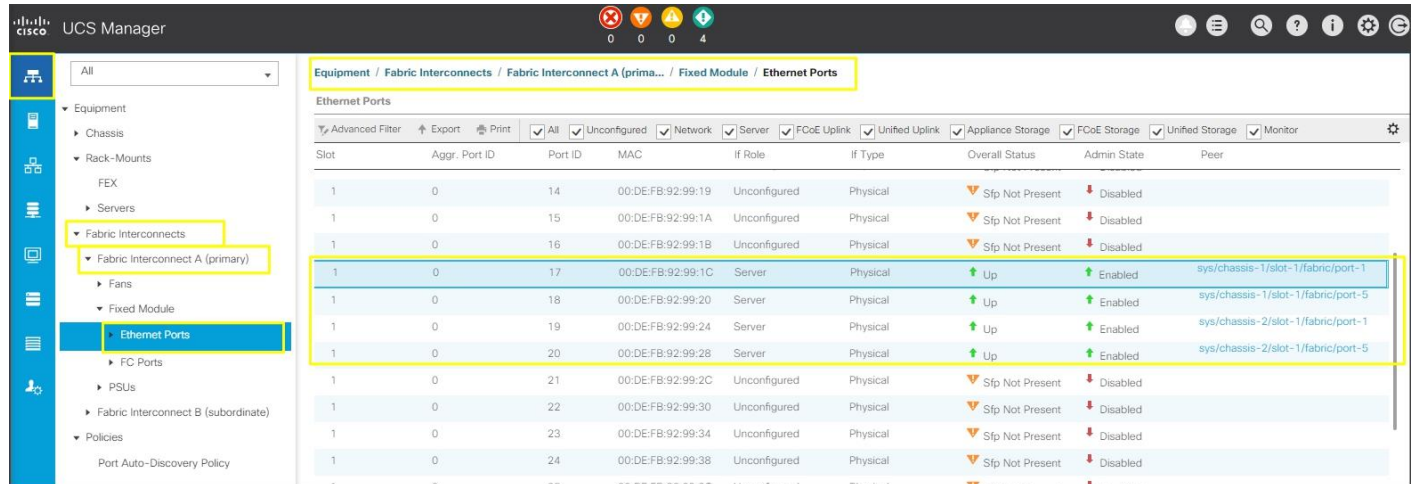 cisco UCS Manager
0 0 0 4
All
Equipment
Chassis
Rack-Mounts
FEX
Servers
Fabric Interconnects
Fabric Interconnect A (primary)
Fans
Fixed Module
Ethernet Ports
FC Ports
PSUs
Fabric Interconnect B (subordinate)
Policies
Port Auto-Discovery Policy
Equipment / Fabric Interconnects / Fabric Interconnect A (prima... / Fixed Module / Ethernet Ports
Ethernet Ports
Advanced Filter Export Print All Unconfigured Network Server FCoE Uplink Unified Uplink Appliance Storage FCoE Storage Unified Storage Monitor
Slot Aggr. Port ID Port ID MAC If Role If Type Overall Status Admin State Peer
1 0 14 00:DE:FB:92:99:19 Unconfigured Physical Sfp Not Present Disabled
1 0 15 00:DE:FB:92:99:1A Unconfigured Physical Sfp Not Present Disabled
1 0 16 00:DE:FB:92:99:1B Unconfigured Physical Sfp Not Present Disabled
1 0 17 00:DE:FB:92:99:1C Server Physical Up Enabled sys/chassis-1/slot-1/fabric/port-1
1 0 18 00:DE:FB:92:99:20 Server Physical Up Enabled sys/chassis-1/slot-1/fabric/port-5
1 0 19 00:DE:FB:92:99:24 Server Physical Up Enabled sys/chassis-2/slot-1/fabric/port-1
1 0 20 00:DE:FB:92:99:28 Server Physical Up Enabled sys/chassis-2/slot-1/fabric/port-5
1 0 21 00:DE:FB:92:99:2C Unconfigured Physical Sfp Not Present Disabled
1 0 22 00:DE:FB:92:99:30 Unconfigured Physical Sfp Not Present Disabled
1 0 23 00:DE:FB:92:99:34 Unconfigured Physical Sfp Not Present Disabled
1 0 24 00:DE:FB:92:99:38 Unconfigured Physical Sfp Not Present Disabled